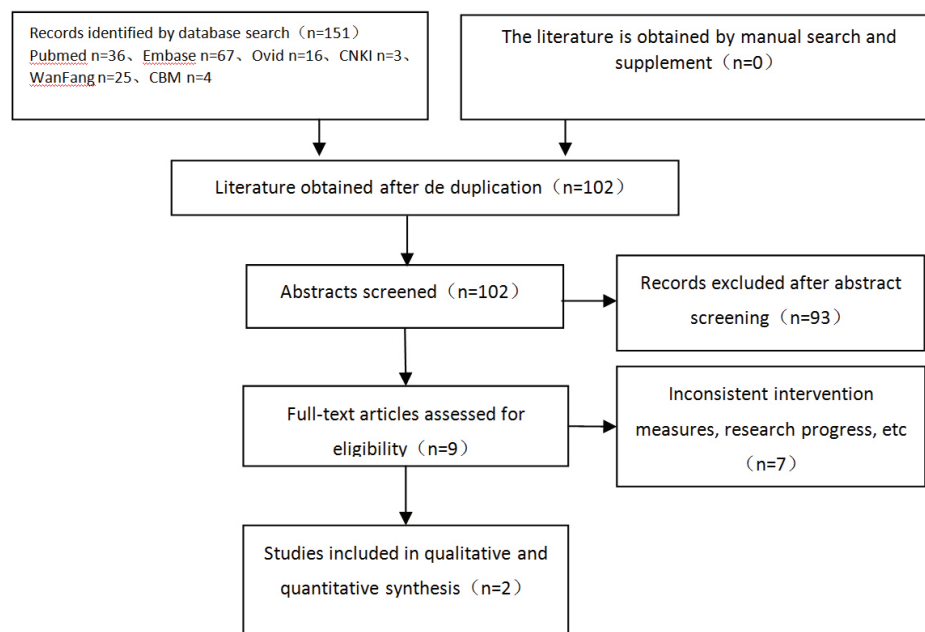 Records identified by database search（n=151）
Pubmed n=36、Embase n=67、Ovid n=16、CNKI n=3、
WanFang n=25、CBM n=4
The literature is obtained by manual search and
supplement（n=0）
Literature obtained after de duplication（n=102）
Abstracts screened（n=102）
Records excluded after abstract
screening（n=93）
Full-text articles assessed for
eligibility（n=9）
Inconsistent intervention
measures, research progress, etc
（n=7）
Studies included in qualitative and
quantitative synthesis（n=2）